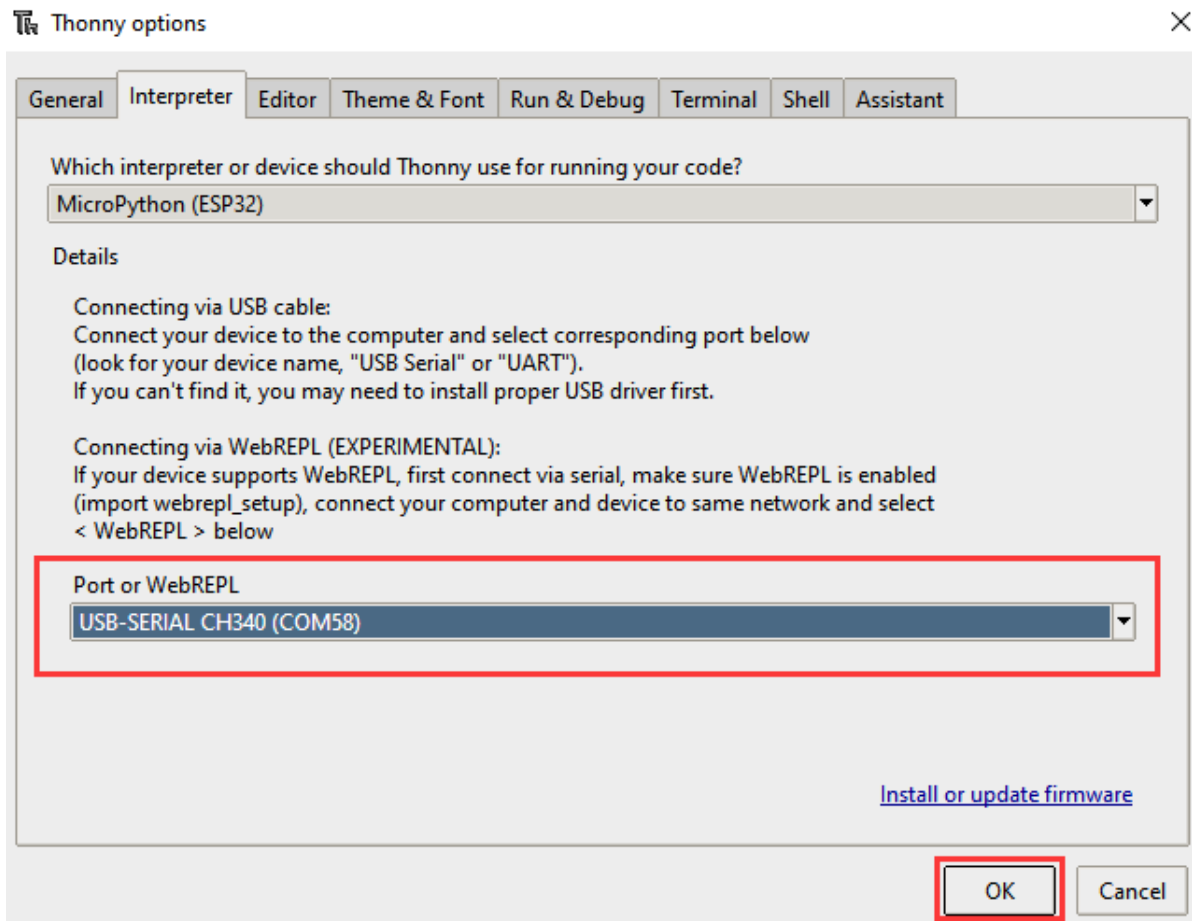 Thonny options
General Interpreter Editor Theme & Font Run & Debug Terminal Shell Assistant
Which interpreter or device should Thonny use for running your code?
MicroPython (ESP32)
Details
Connecting via USB cable:
Connect your device to the computer and select corresponding port below
(look for your device name, "USB Serial" or "UART").
If you can't find it, you may need to install proper USB driver first.
Connecting via WebREPL (EXPERIMENTAL):
If your device supports WebREPL, first connect via serial, make sure WebREPL is enabled
(import webrepl_setup), connect your computer and device to same network and select
< WebREPL > below
Port or WebREPL
USB-SERIAL CH340 (COM58)
Install or update firmware
OK Cancel